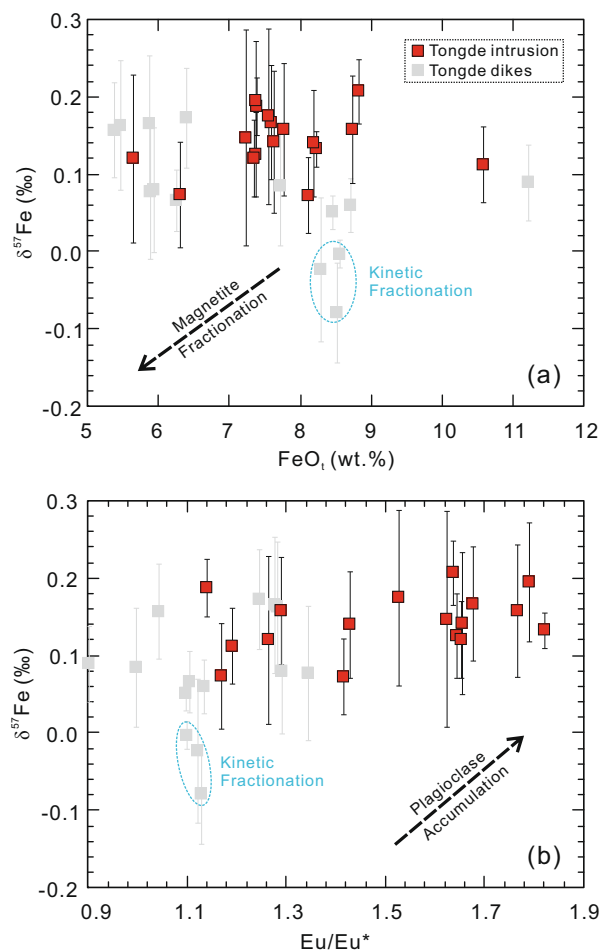 0.3
(a)
Tongde intrusion
Tongde dikes
0.2
0.1
δ⁵⁷Fe (‰)
0.0
Kinetic
Fractionation
Magnetite
Fractionation
-0.1
-0.2
5 6 7 8 9 10 11 12
FeOₜ (wt.%)
0.3
0.2
0.1
δ⁵⁷Fe (‰)
0.0
Kinetic
Fractionation
Plagioclase
Accumulation
-0.1
(b)
-0.2
0.9 1.1 1.3 1.5 1.7 1.9
Eu/Eu*